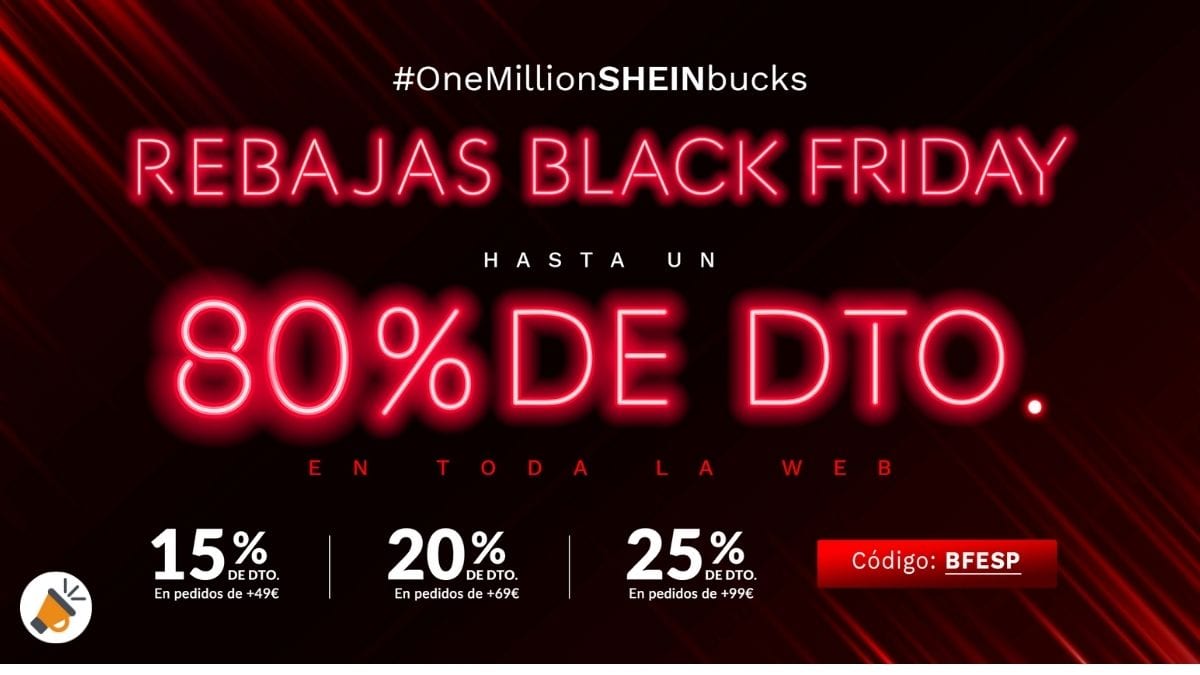 #OneMillionSHEINbucks
REBAJAS BLACK FRIDAY
HASTA UN
80% DE DTO.
EN TODA LA WEB
15% DE DTO.
En pedidos de +49€
20% DE DTO.
En pedidos de +69€
25% DE DTO.
En pedidos de +99€
Código: BFESP